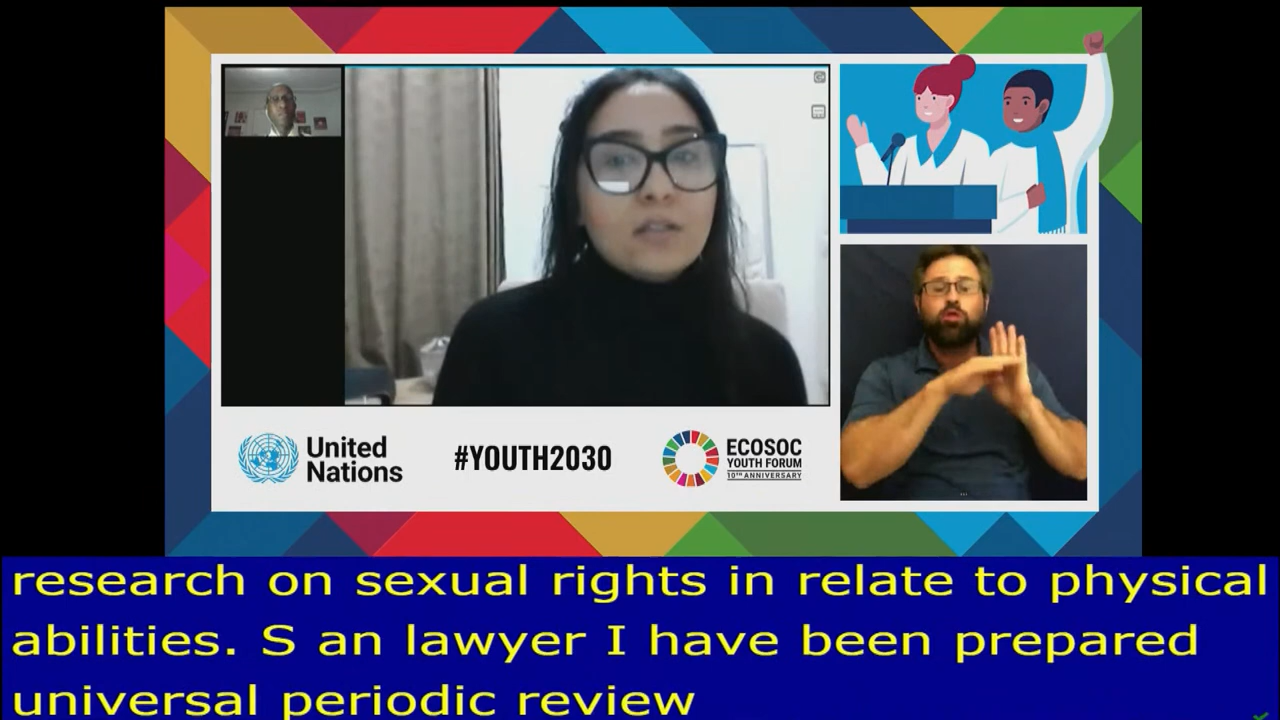 United
Nations
#YOUTH2030
ECOSOC
YOUTH FORUM
10TH ANNIVERSARY
research on sexual rights in relate to physical
abilities. S an lawyer I have been prepared
universal periodic review